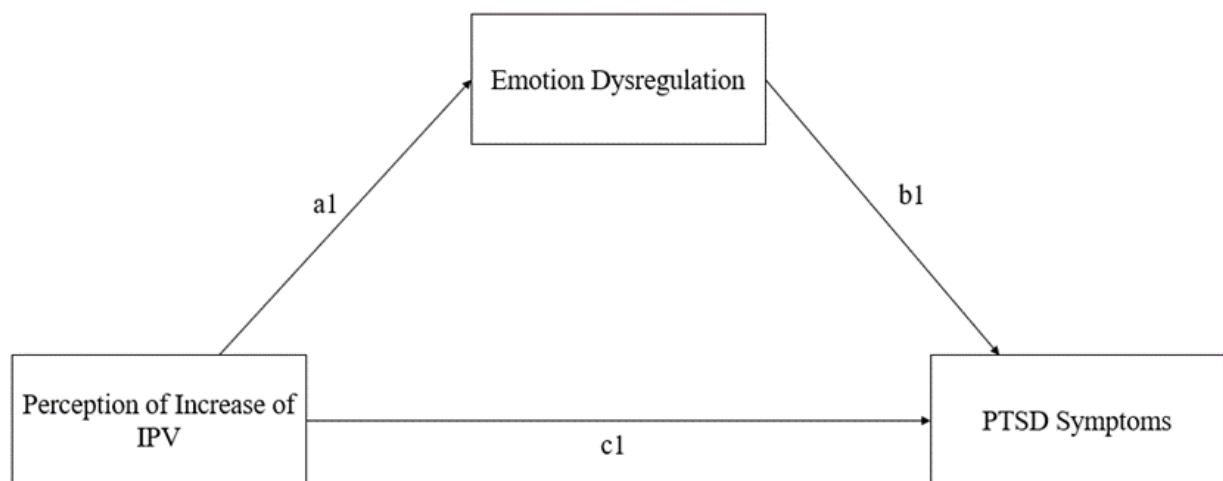 Emotion Dysregulation
a1
b1
Perception of Increase of
IPV
c1
PTSD Symptoms